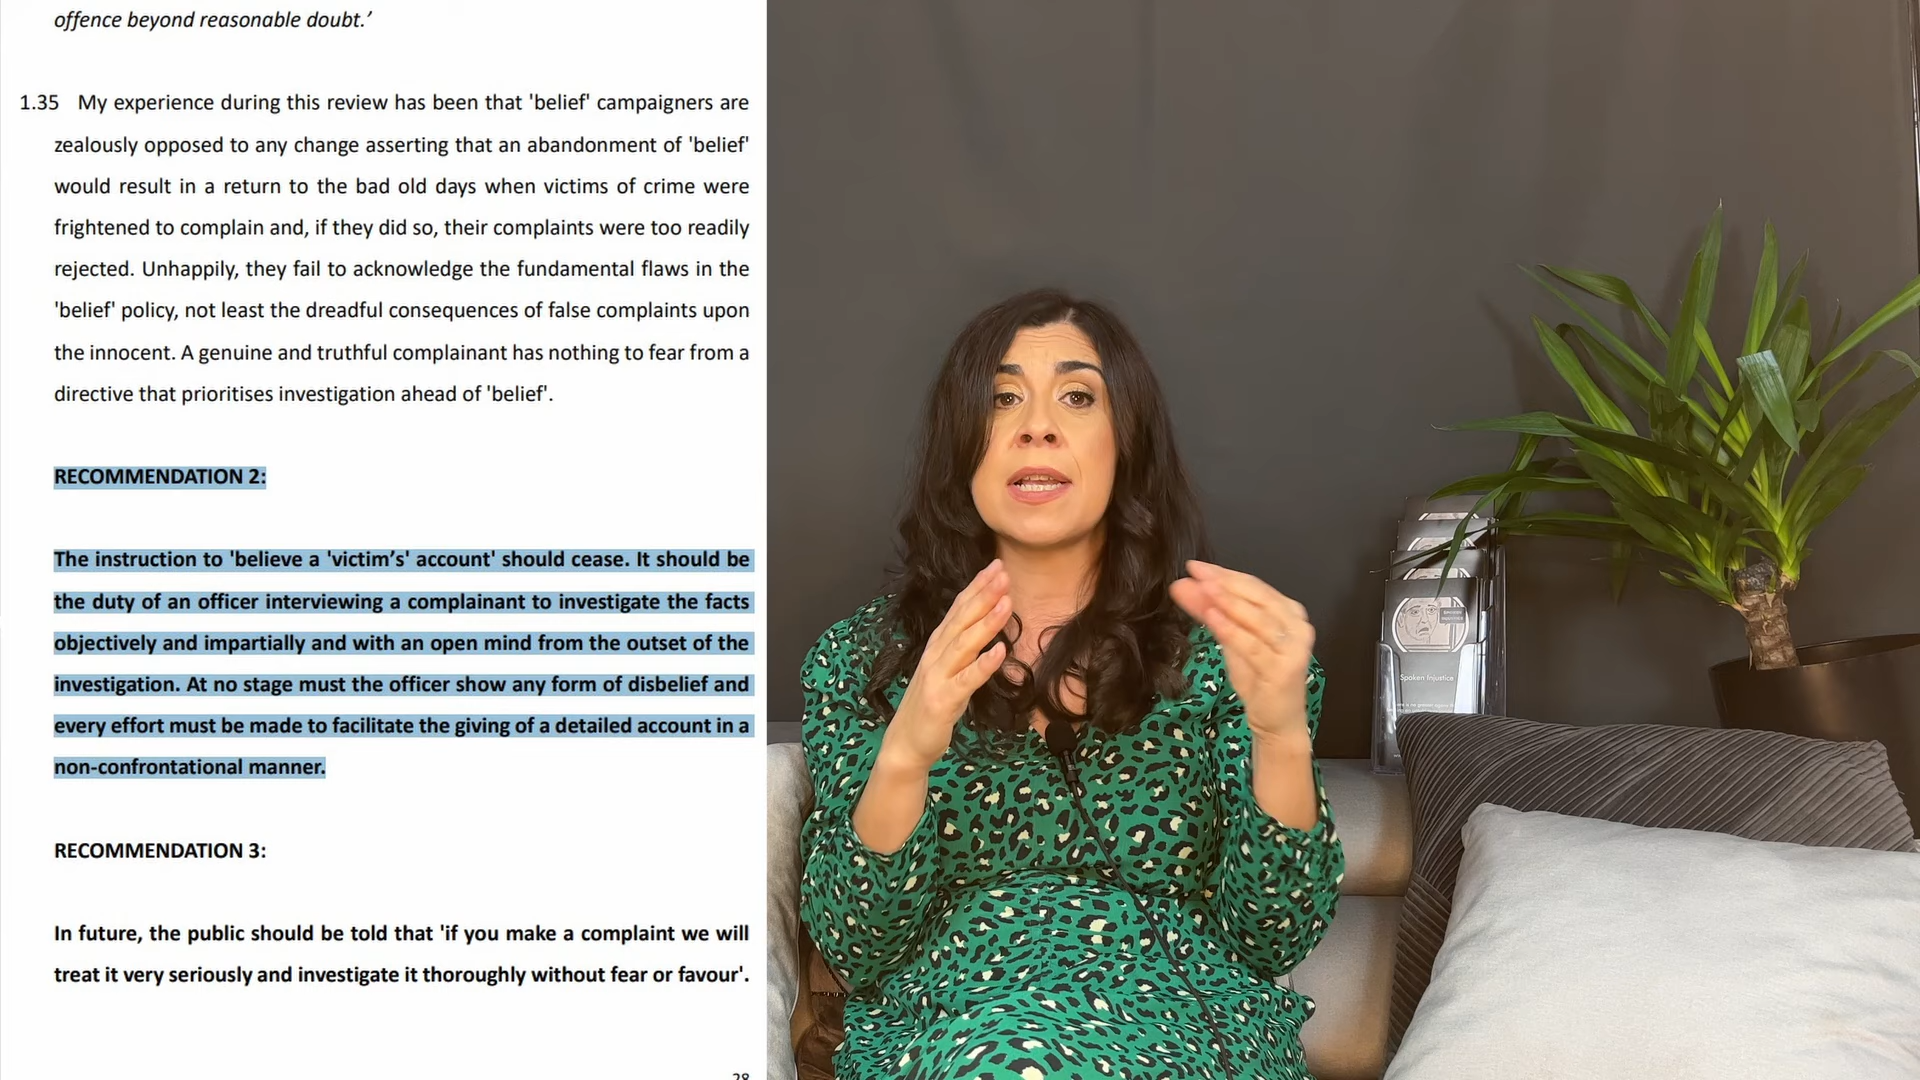 offence beyond reasonable doubt.’
1.35 My experience during this review has been that 'belief' campaigners are
zealously opposed to any change asserting that an abandonment of 'belief'
would result in a return to the bad old days when victims of crime were
frightened to complain and, if they did so, their complaints were too readily
rejected. Unhappily, they fail to acknowledge the fundamental flaws in the
'belief' policy, not least the dreadful consequences of false complaints upon
the innocent. A genuine and truthful complainant has nothing to fear from a
directive that prioritises investigation ahead of 'belief'.
RECOMMENDATION 2:
The instruction to 'believe a 'victim’s' account' should cease. It should be
the duty of an officer interviewing a complainant to investigate the facts
objectively and impartially and with an open mind from the outset of the
investigation. At no stage must the officer show any form of disbelief and
every effort must be made to facilitate the giving of a detailed account in a
non-confrontational manner.
RECOMMENDATION 3:
In future, the public should be told that 'if you make a complaint we will
treat it very seriously and investigate it thoroughly without fear or favour'.
28
Spoken Injustice